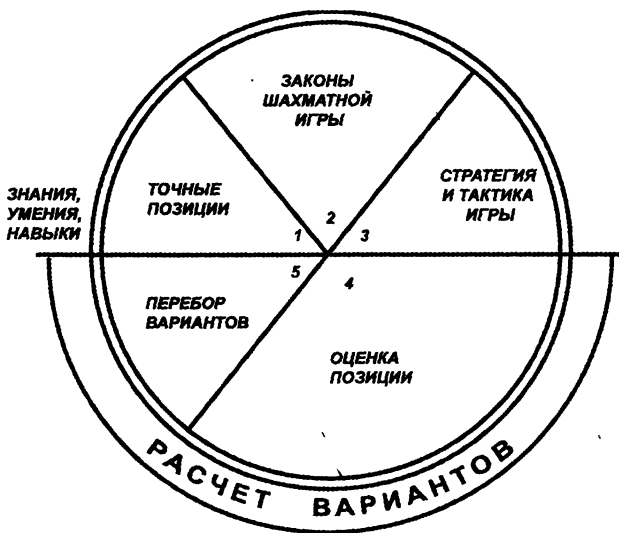 ЗАКОНЫ
ШАХМАТНОЙ
ИГРЫ
ЗНАНИЯ,
УМЕНИЯ,
НАВЫКИ
ТОЧНЫЕ
ПОЗИЦИИ
СТРАТЕГИЯ
И ТАКТИКА
ИГРЫ
1
2
3
5
4
ПЕРЕБОР
ВАРИАНТОВ
ОЦЕНКА
ПОЗИЦИИ
РАСЧЕТ ВАРИАНТОВ